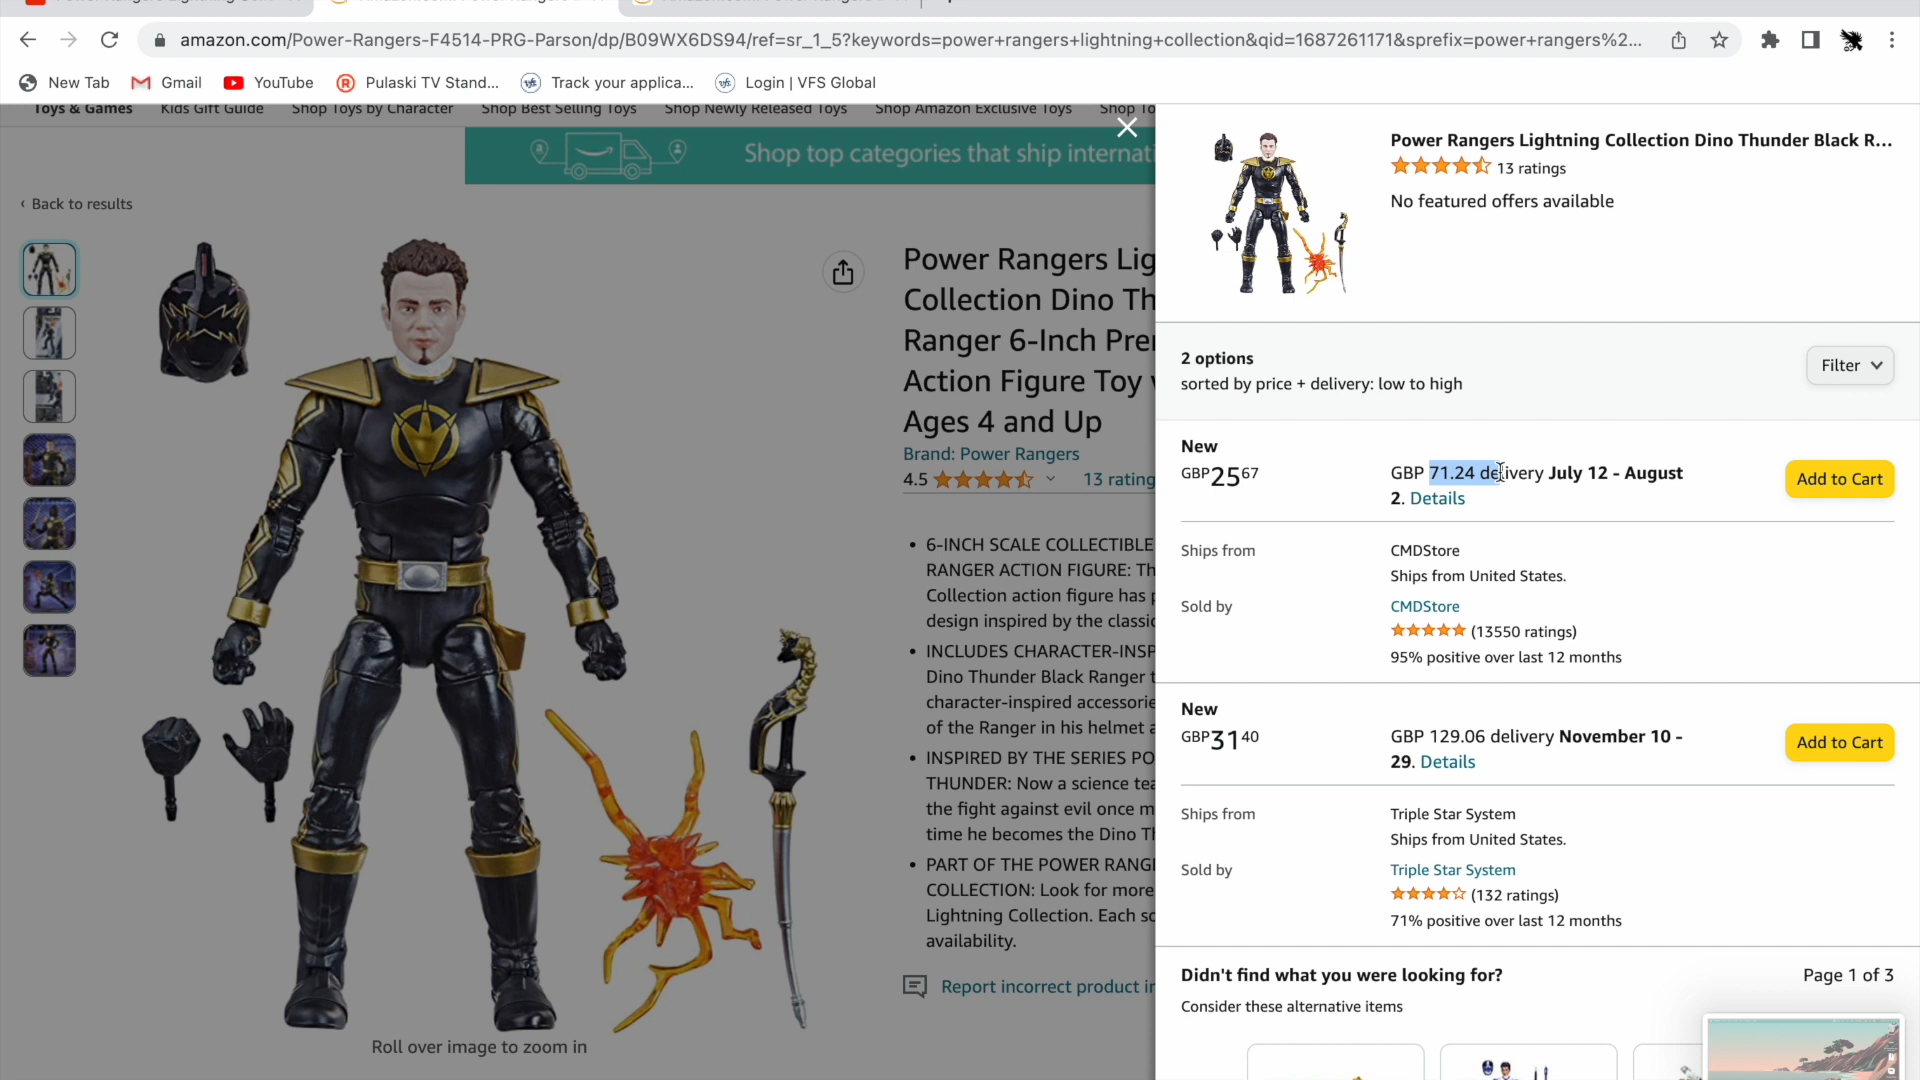 amazon.com/Power-Rangers-F4514-PRG-Parson/dp/B09WX6DS94/ref=sr_1_5?keywords=power+rangers+lightning+collection&qid=1687261171&sprefix=power+rangers%2...
New Tab Gmail YouTube Pulaski TV Stand... Track your applica... Login | VFS Global
Toys & Games Kids Gift Guide Shop Toys by Character Shop Best Selling Toys Shop Newly Released Toys Shop Amazon Exclusive Toys Shop To
Shop top categories that ship internati
‹ Back to results
Power Rangers Lig
Collection Dino Th
Ranger 6-Inch Pre
Action Figure Toy
Ages 4 and Up
Brand: Power Rangers
4.5 13 rating
• 6-INCH SCALE COLLECTIBLE
RANGER ACTION FIGURE: Th
Collection action figure has
design inspired by the classic
• INCLUDES CHARACTER-INSP
Dino Thunder Black Ranger
character-inspired accessorie
of the Ranger in his helmet
• INSPIRED BY THE SERIES PO
THUNDER: Now a science tea
the fight against evil once m
time he becomes the Dino Th
• PART OF THE POWER RANG
COLLECTION: Look for more
Lightning Collection. Each so
availability.
Report incorrect product in
Roll over image to zoom in
Power Rangers Lightning Collection Dino Thunder Black R...
13 ratings
No featured offers available
2 options
sorted by price + delivery: low to high
Filter
New
GBP25 67
GBP 71.24 delivery July 12 - August
2. Details
Add to Cart
Ships from
CMDStore
Ships from United States.
Sold by
CMDStore
(13550 ratings)
95% positive over last 12 months
New
GBP31 40
GBP 129.06 delivery November 10 -
29. Details
Add to Cart
Ships from
Triple Star System
Ships from United States.
Sold by
Triple Star System
(132 ratings)
71% positive over last 12 months
Didn't find what you were looking for?
Page 1 of 3
Consider these alternative items